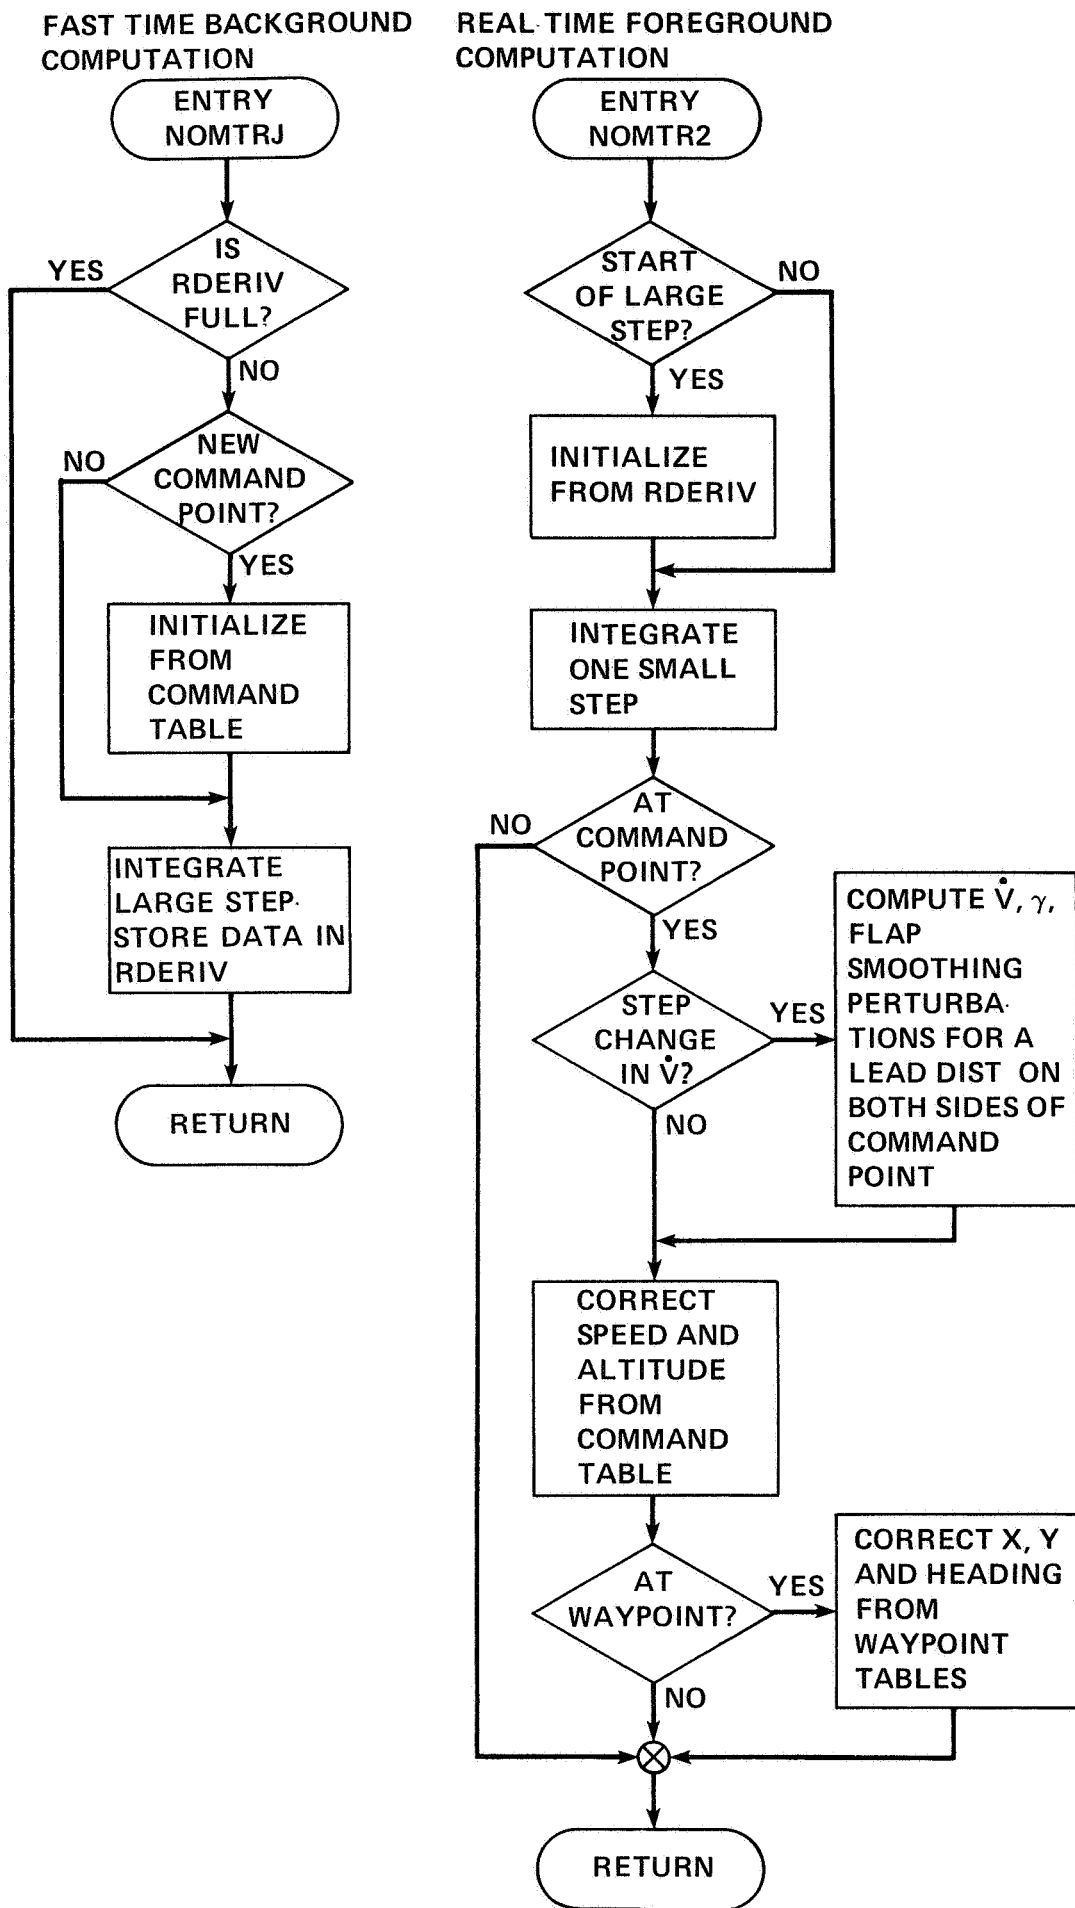 FAST TIME BACKGROUND
COMPUTATION
ENTRY
NOMTRJ
IS
RDERIV
FULL?
YES
NO
NEW
COMMAND
POINT?
NO
YES
INITIALIZE
FROM
COMMAND
TABLE
INTEGRATE
LARGE STEP·
STORE DATA IN
RDERIV
RETURN
REAL·TIME FOREGROUND
COMPUTATION
ENTRY
NOMTR2
START
OF LARGE
STEP?
NO
YES
INITIALIZE
FROM RDERIV
INTEGRATE
ONE SMALL
STEP
AT
COMMAND
POINT?
NO
YES
STEP
CHANGE
IN V̇?
YES
NO
COMPUTE V̇, γ,
FLAP
SMOOTHING
PERTURBA-
TIONS FOR A
LEAD DIST ON
BOTH SIDES OF
COMMAND
POINT
CORRECT
SPEED AND
ALTITUDE
FROM
COMMAND
TABLE
AT
WAYPOINT?
YES
NO
CORRECT X, Y
AND HEADING
FROM
WAYPOINT
TABLES
RETURN